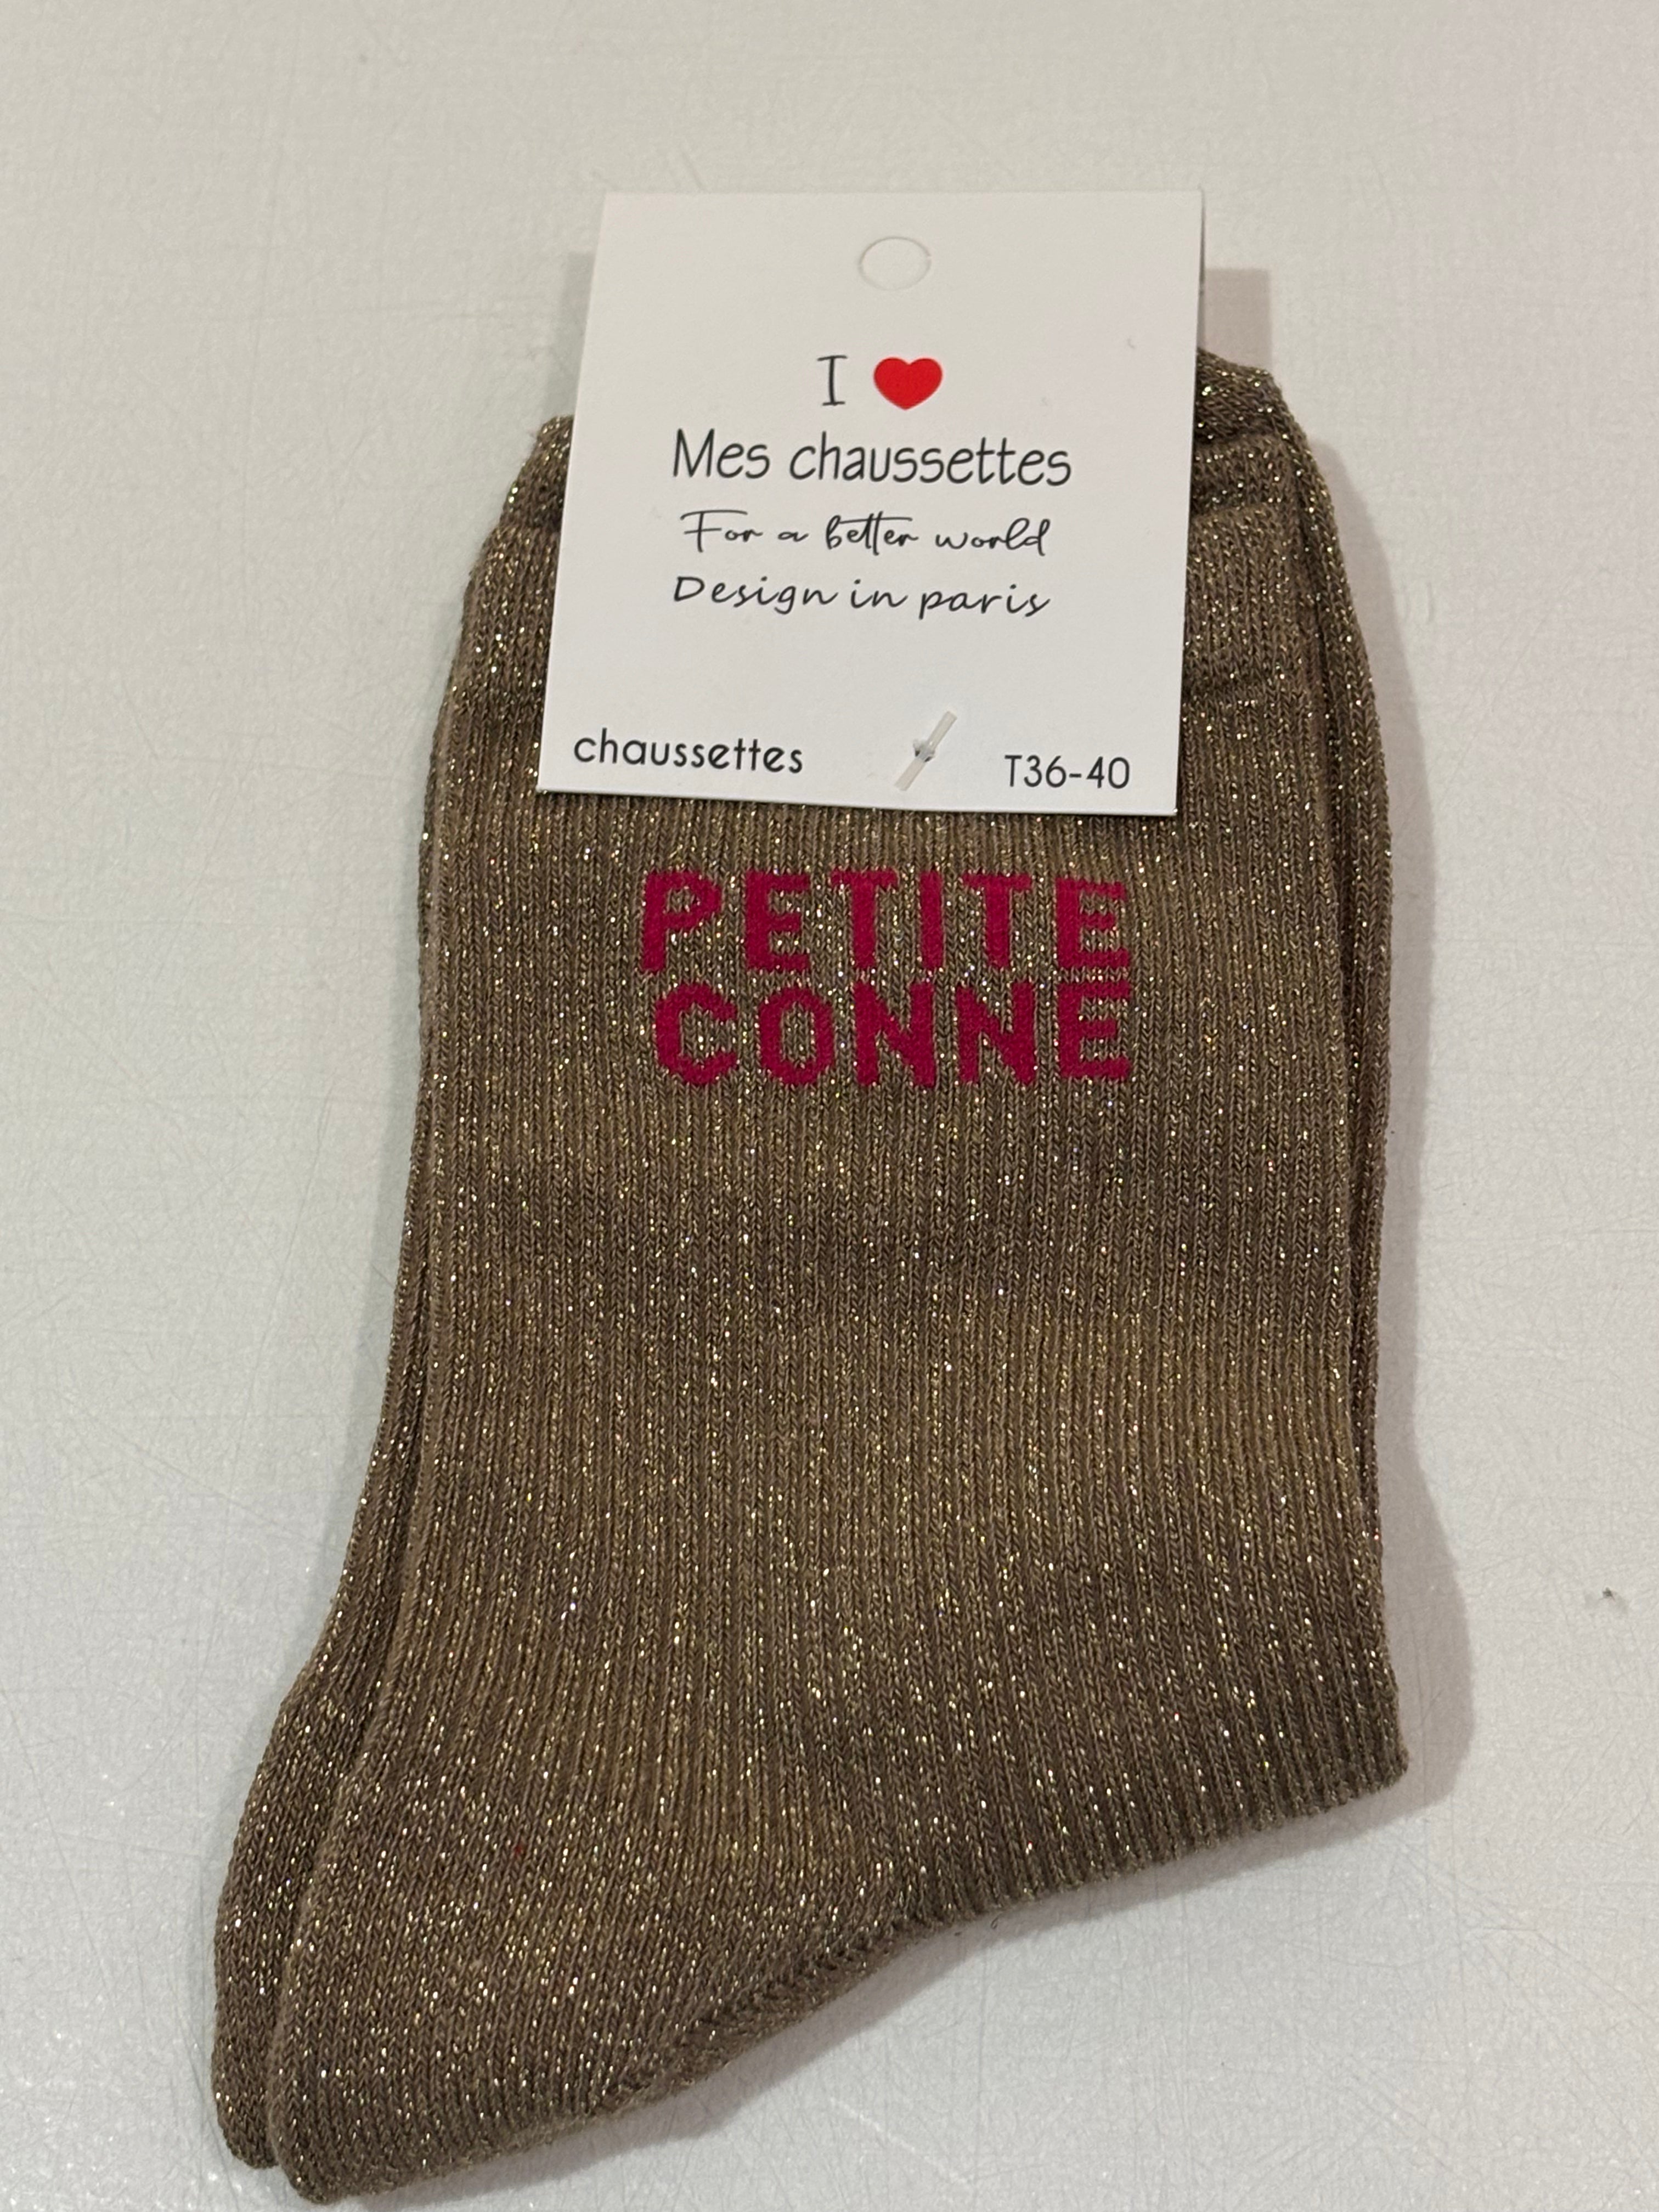 I ❤
Mes chaussettes
For a better world
Design in paris
chaussettes T36-40
PETITE
CONNE